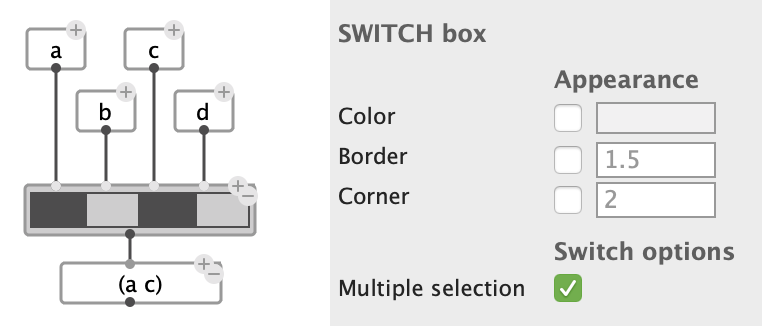 a
c
b
d
(a c)
SWITCH box
Appearance
Color
Border
1.5
Corner
2
Switch options
Multiple selection